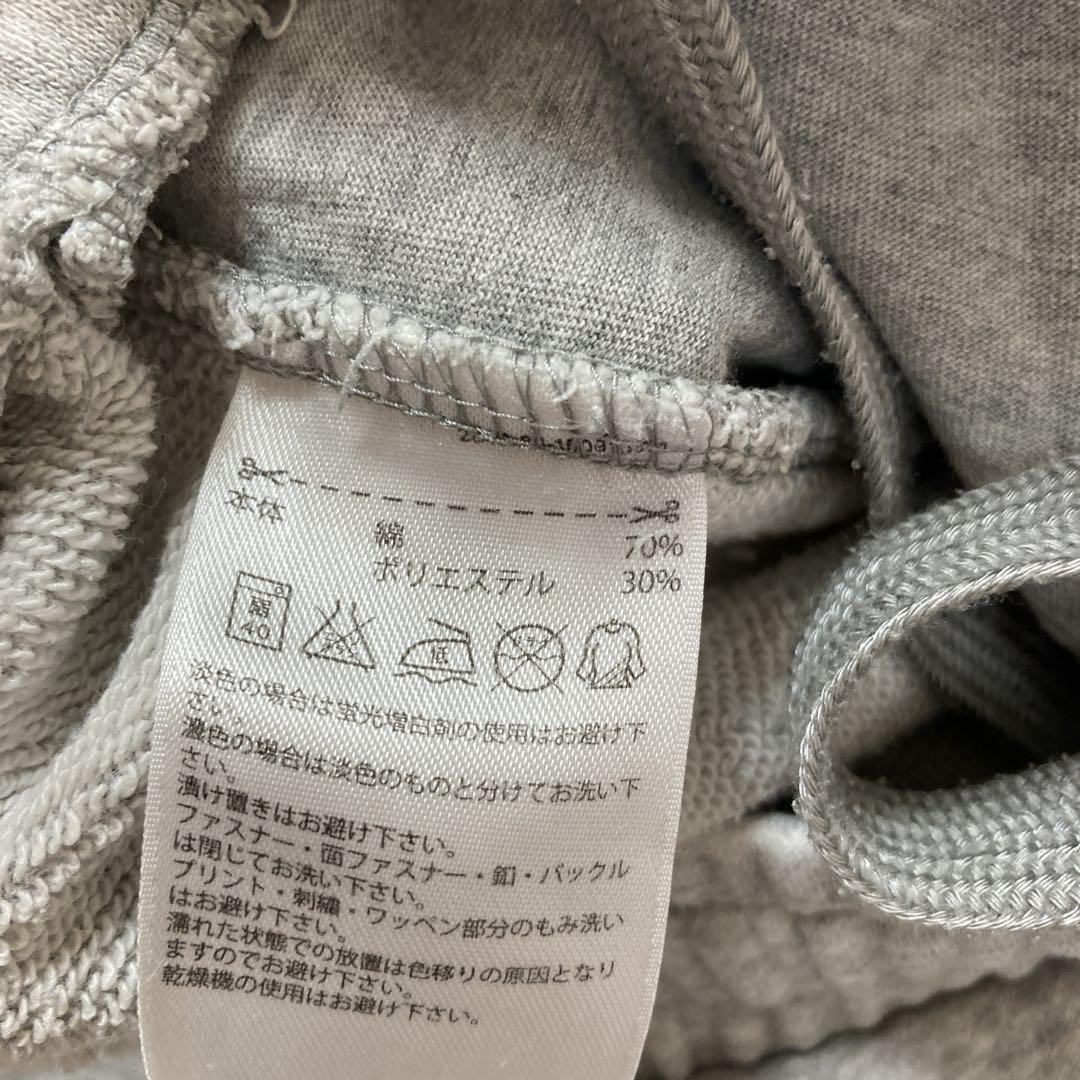 本体
綿 70%
ポリエステル 30%
弱
40
低
淡色の場合は蛍光増白剤の使用はお避け下
さい。
濃色の場合は淡色のものと分けてお洗い下
さい。
漬け置きはお避け下さい。
ファスナー・面ファスナー・釦・バックル
は閉じてお洗い下さい。
プリント・刺繍・ワッペン部分のもみ洗い
はお避け下さい。
濡れた状態での放置は色移りの原因となり
ますのでお避け下さい。
乾燥機の使用はお避け下さい。